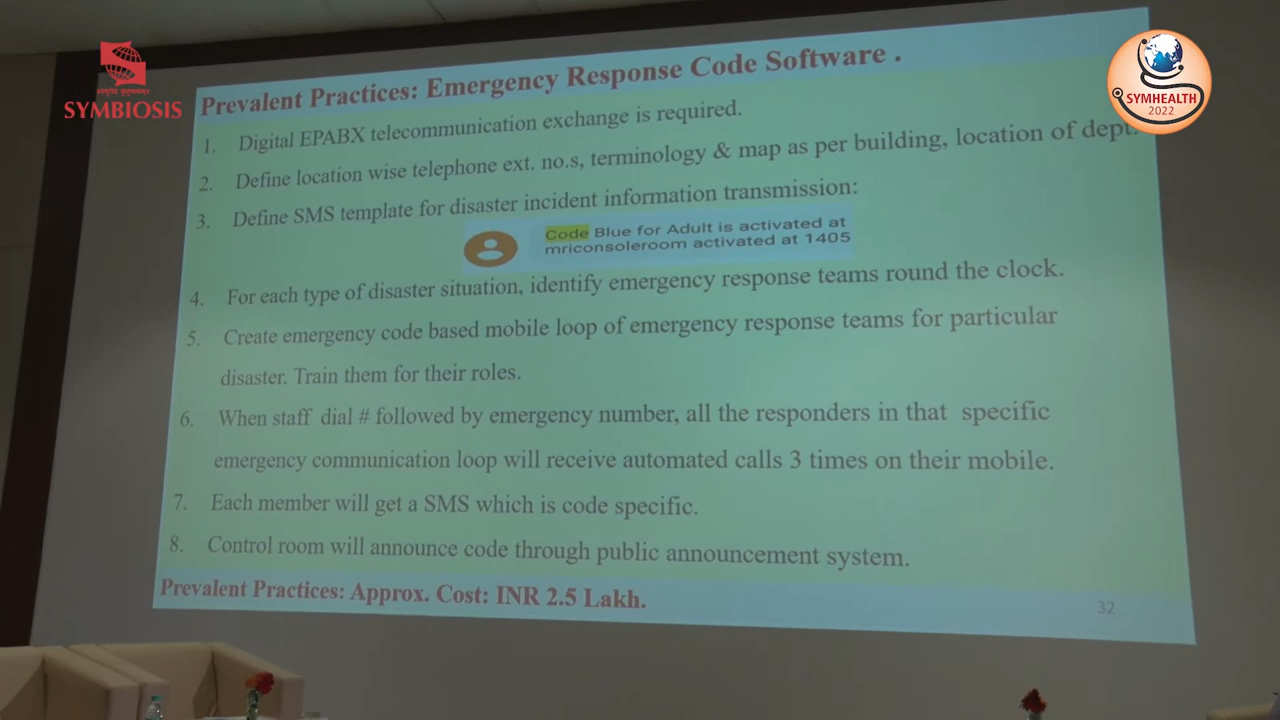 SYMBIOSIS
SYMHEALTH
2022
Prevalent Practices: Emergency Response Code Software .
1. Digital EPABX telecommunication exchange is required.
2. Define location wise telephone ext. no.s, terminology & map as per building, location of dept.
3. Define SMS template for disaster incident information transmission:
Code Blue for Adult is activated at
mriconsoleroom activated at 1405
4. For each type of disaster situation, identify emergency response teams round the clock.
5. Create emergency code based mobile loop of emergency response teams for particular
disaster. Train them for their roles.
6. When staff dial # followed by emergency number, all the responders in that specific
emergency communication loop will receive automated calls 3 times on their mobile.
7. Each member will get a SMS which is code specific.
8. Control room will announce code through public announcement system.
Prevalent Practices: Approx. Cost: INR 2.5 Lakh.
32